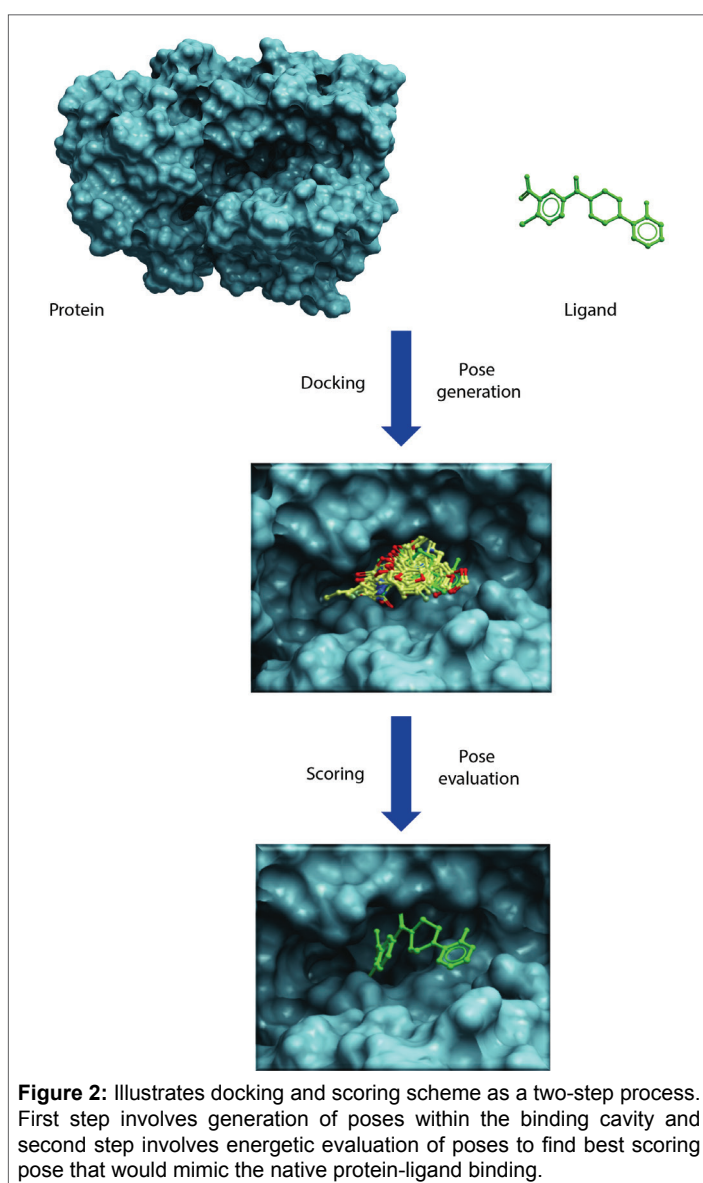 Protein
Ligand
Docking
Pose
generation
Scoring
Pose
evaluation
Figure 2: Illustrates docking and scoring scheme as a two-step process.
First step involves generation of poses within the binding cavity and
second step involves energetic evaluation of poses to find best scoring
pose that would mimic the native protein-ligand binding.